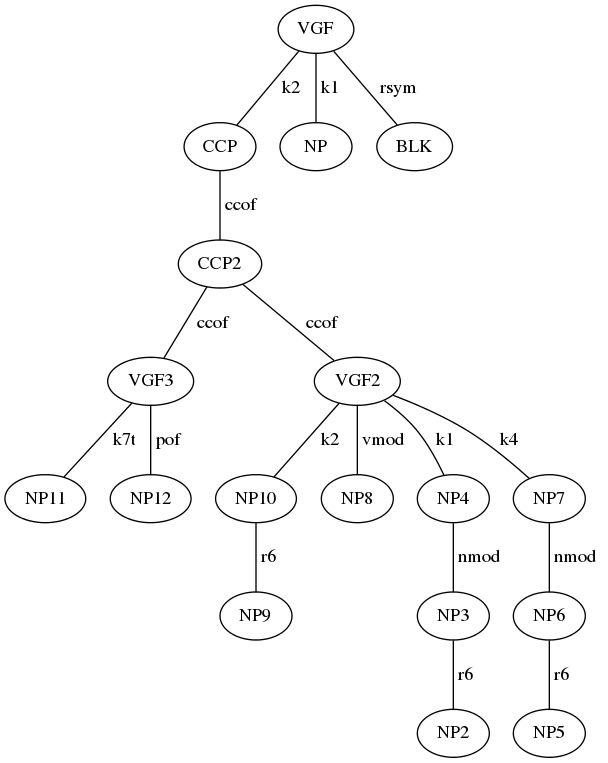 VGF
k2 k1 rsym
CCP NP BLK
ccof
CCP2
ccof ccof
VGF3 VGF2
k7t pof k2 vmod k1 k4
NP11 NP12 NP10 NP8 NP4 NP7
r6 nmod nmod
NP9 NP3 NP6
r6 r6
NP2 NP5